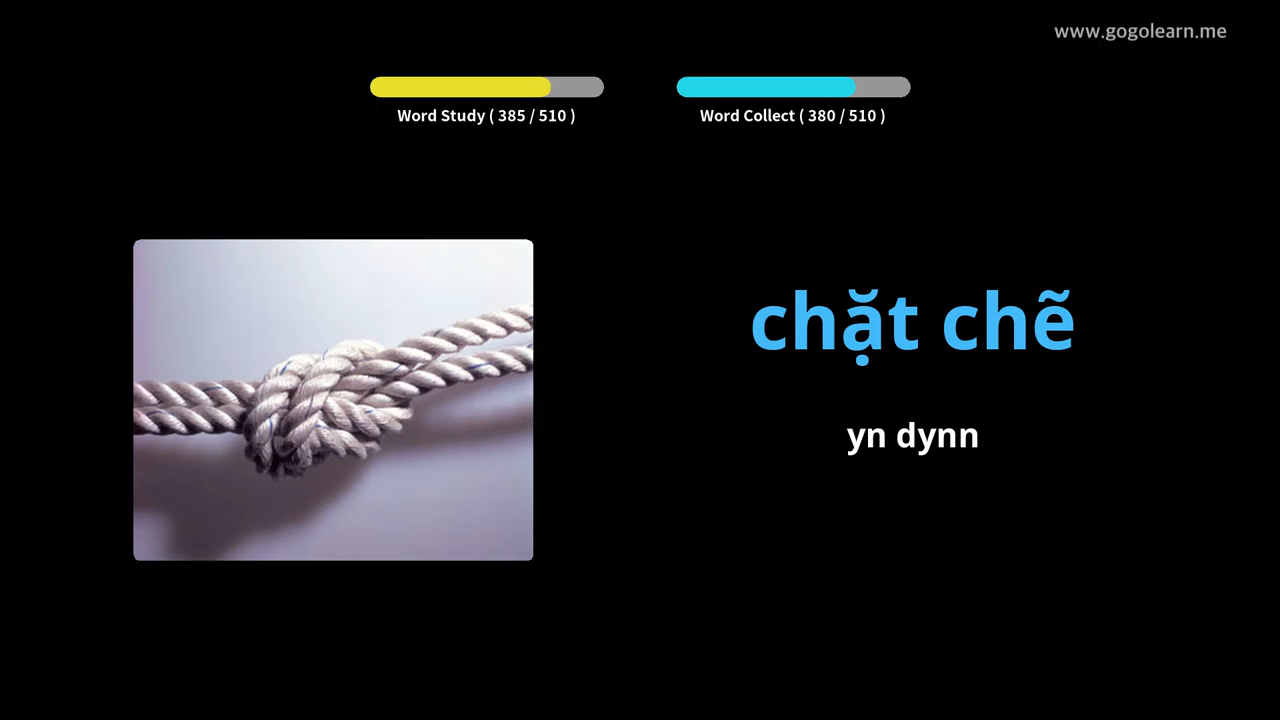 www.gogolearn.me
Word Study ( 385 / 510 )
Word Collect ( 380 / 510 )
chặt chẽ
yn dynn